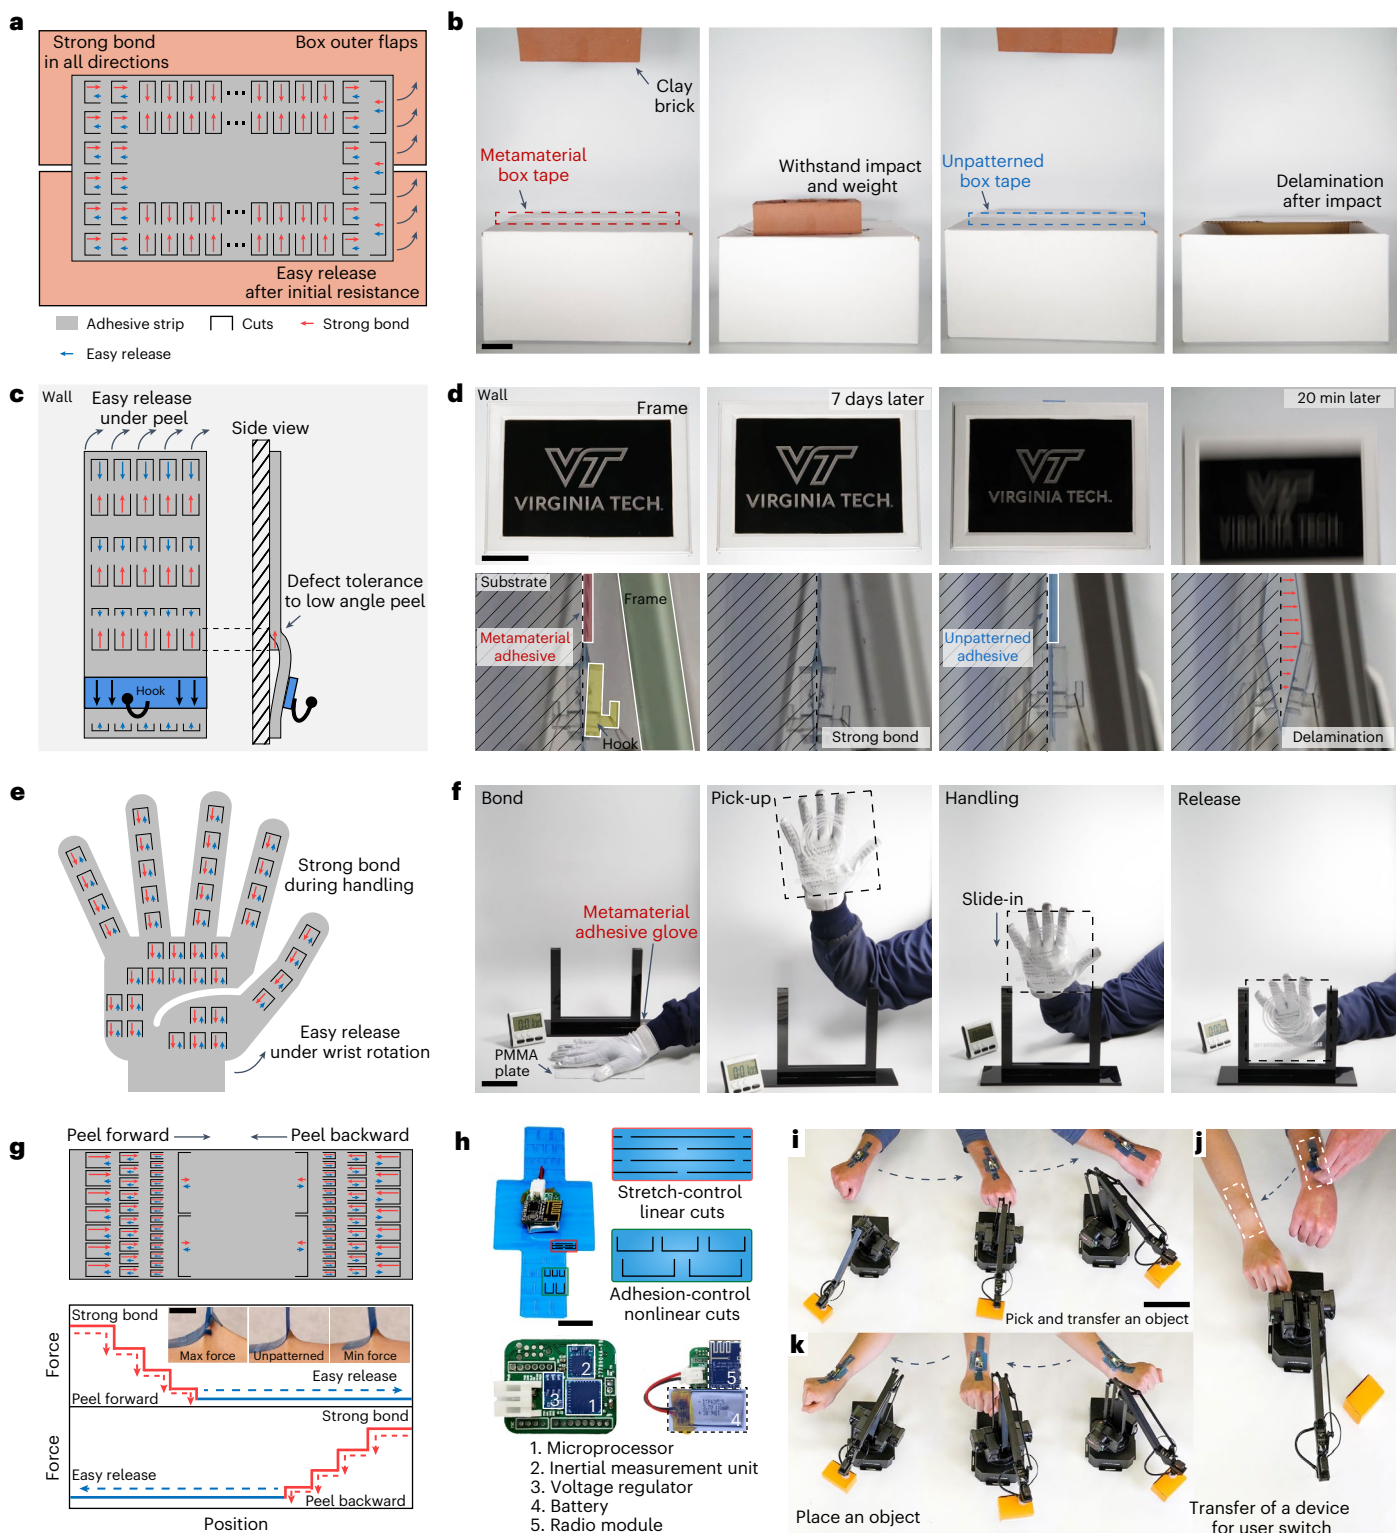 a
Strong bond
in all directions
Box outer flaps
Easy release
after initial resistance
Adhesive strip
Cuts
Strong bond
Easy release
b
Clay
brick
Metamaterial
box tape
Withstand impact
and weight
Unpatterned
box tape
Delamination
after impact
c
Wall
Easy release
under peel
Side view
Defect tolerance
to low angle peel
Hook
d
Wall
Frame
VT
VIRGINIA TECH.
7 days later
VT
VIRGINIA TECH.
VT
VIRGINIA TECH.
20 min later
VT
VIRGINIA TECH
Substrate
Frame
Metamaterial
adhesive
Hook
Strong bond
Unpatterned
adhesive
Delamination
e
Strong bond
during handling
Easy release
under wrist rotation
f
Bond
Metamaterial
adhesive glove
PMMA
plate
Pick-up
Handling
Slide-in
Release
g
Peel forward
Peel backward
Force
Strong bond
Max force
Unpatterned
Min force
Easy release
Peel forward
Force
Strong bond
Easy release
Peel backward
Position
h
Stretch-control
linear cuts
Adhesion-control
nonlinear cuts
1
2
3
4
5
1. Microprocessor
2. Inertial measurement unit
3. Voltage regulator
4. Battery
5. Radio module
i
Pick and transfer an object
j
Transfer of a device
for user switch
k
Place an object